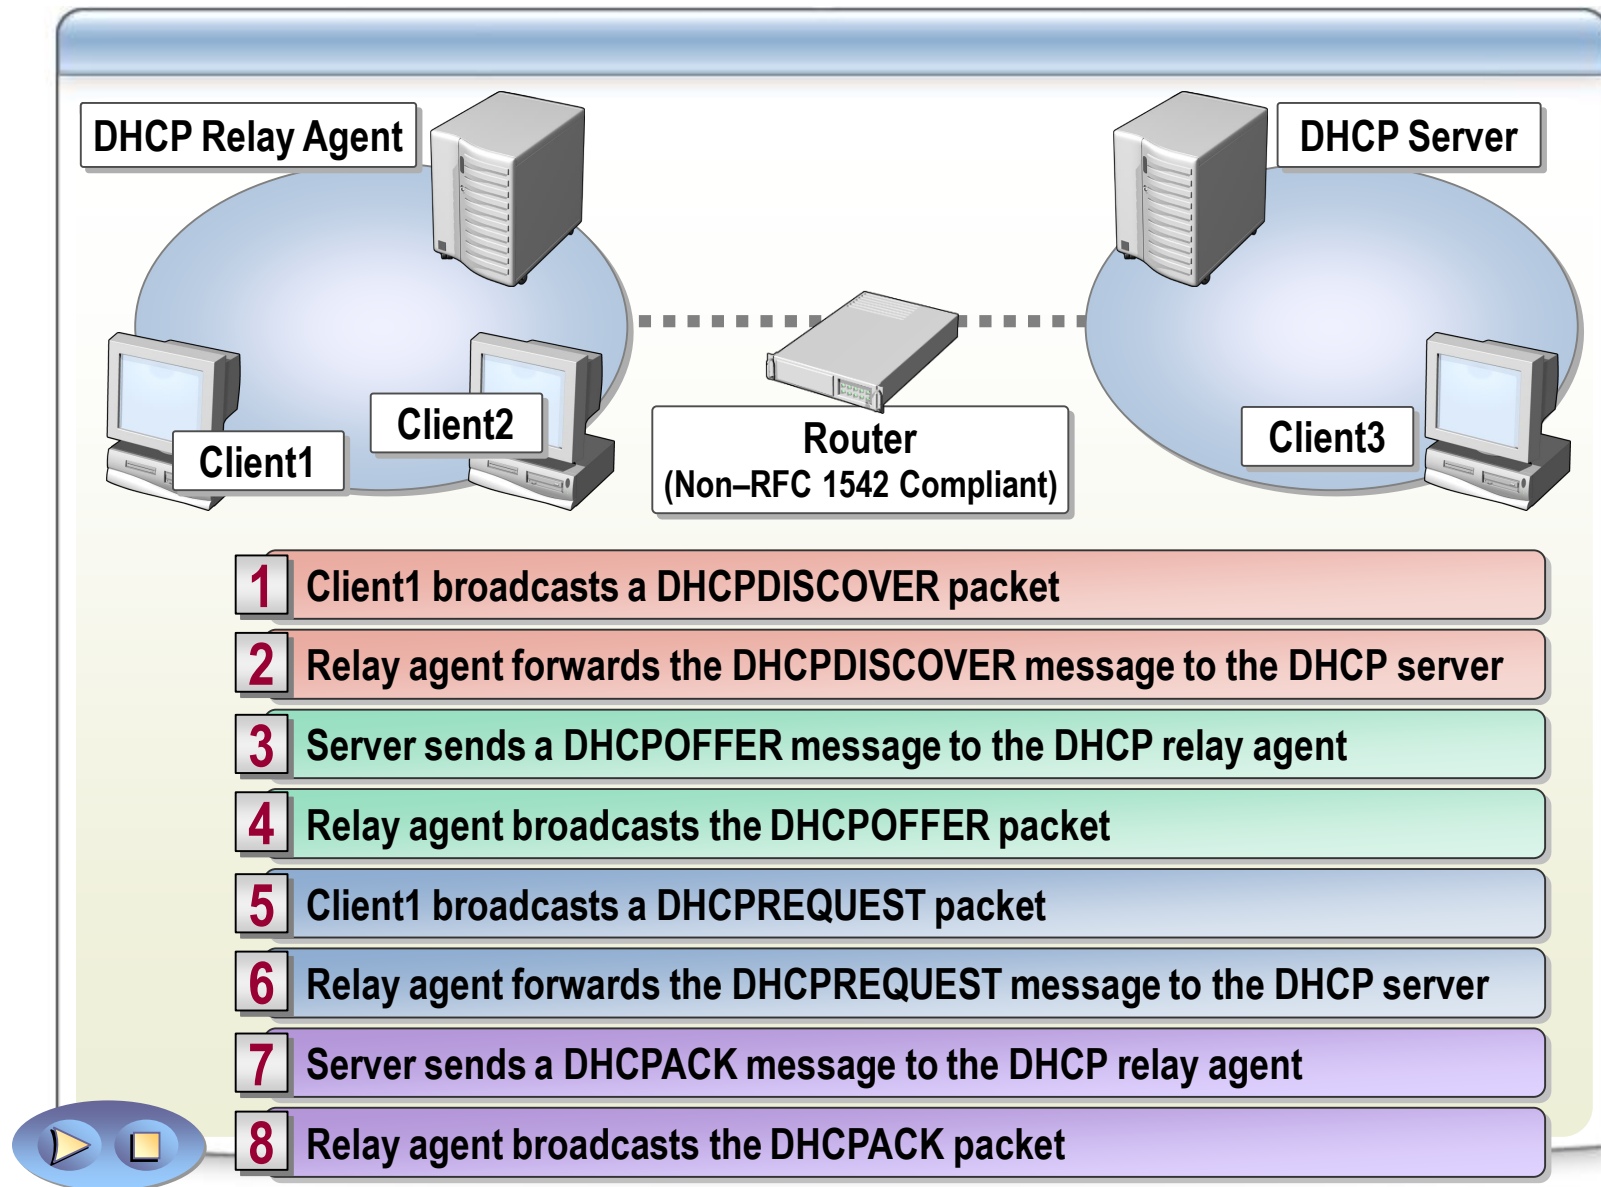 DHCP Relay Agent
DHCP Server
Client1
Client2
Router
(Non–RFC 1542 Compliant)
Client3
1 Client1 broadcasts a DHCPDISCOVER packet
2 Relay agent forwards the DHCPDISCOVER message to the DHCP server
3 Server sends a DHCPOFFER message to the DHCP relay agent
4 Relay agent broadcasts the DHCPOFFER packet
5 Client1 broadcasts a DHCPREQUEST packet
6 Relay agent forwards the DHCPREQUEST message to the DHCP server
7 Server sends a DHCPACK message to the DHCP relay agent
8 Relay agent broadcasts the DHCPACK packet